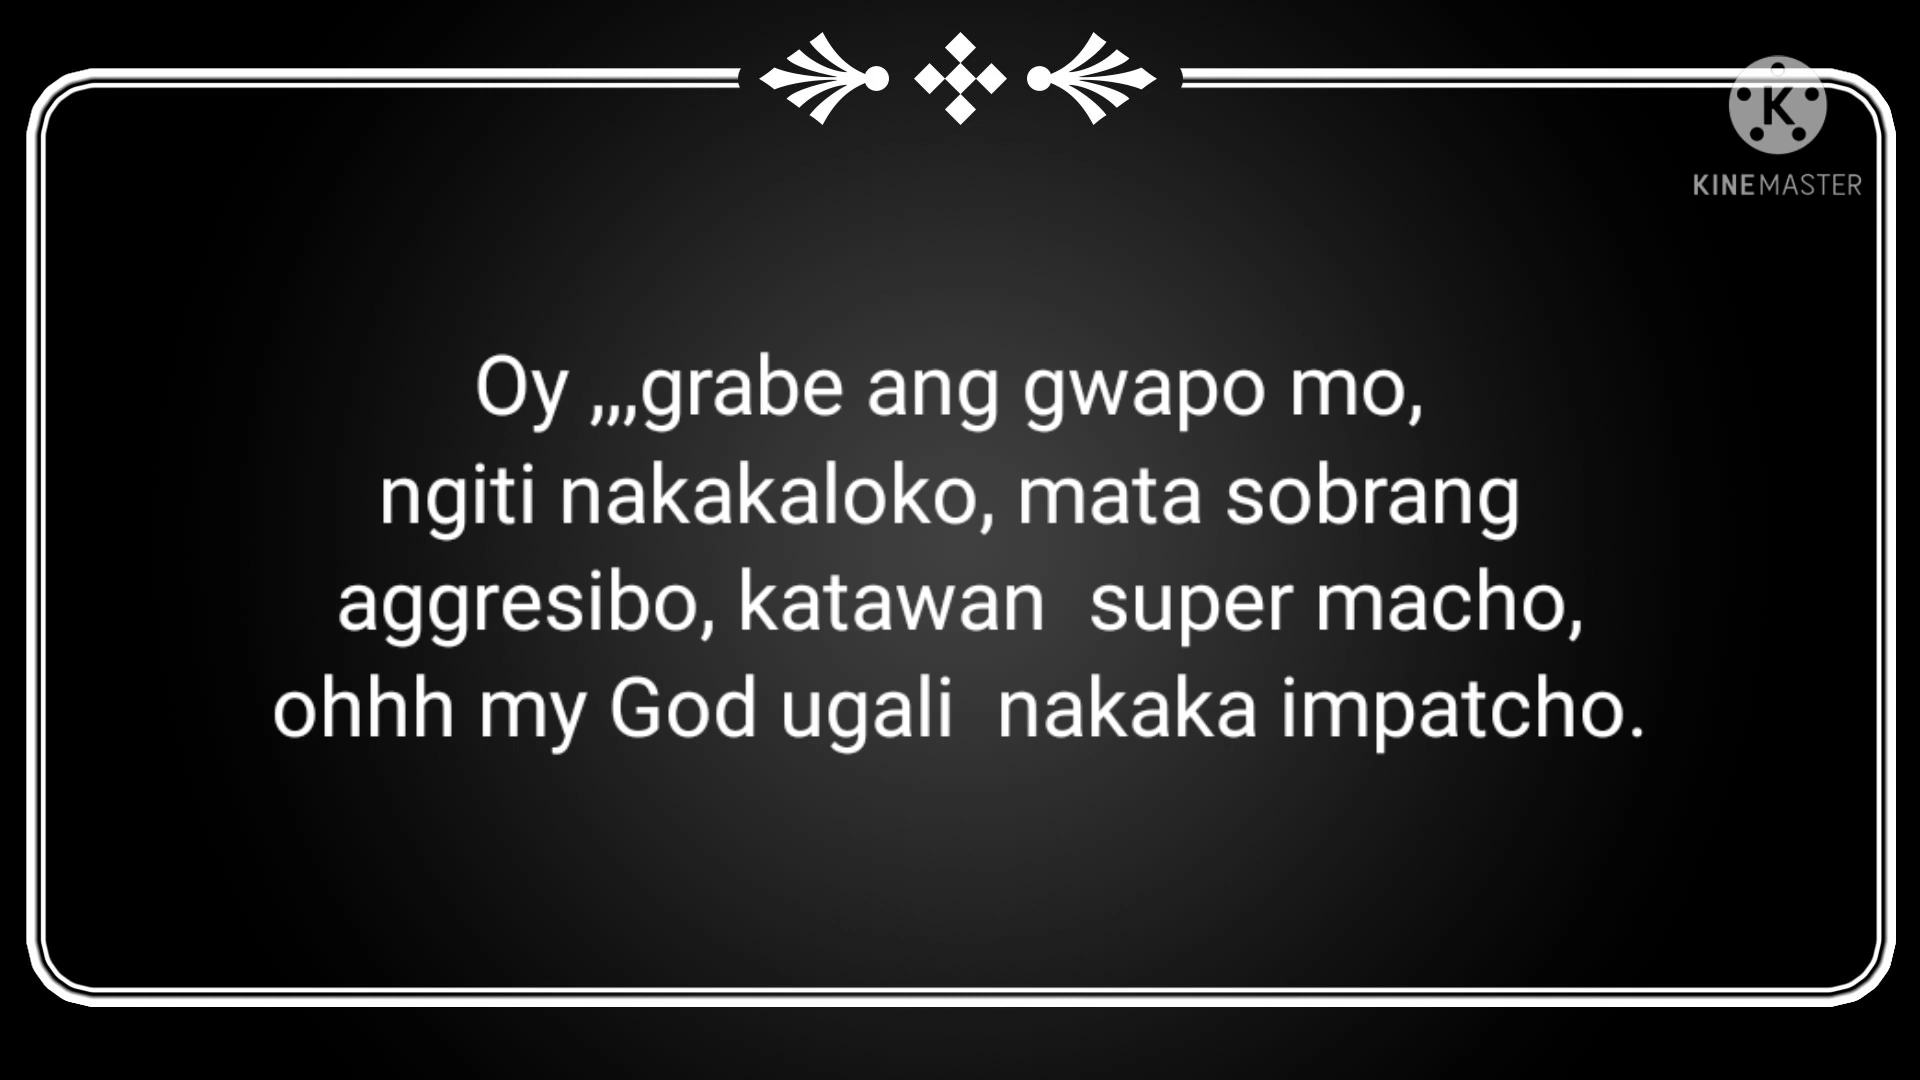 KINEMASTER
Oy ,,,grabe ang gwapo mo,
ngiti nakakaloko, mata sobrang
aggresibo, katawan  super macho,
ohhh my God ugali  nakaka impatcho.